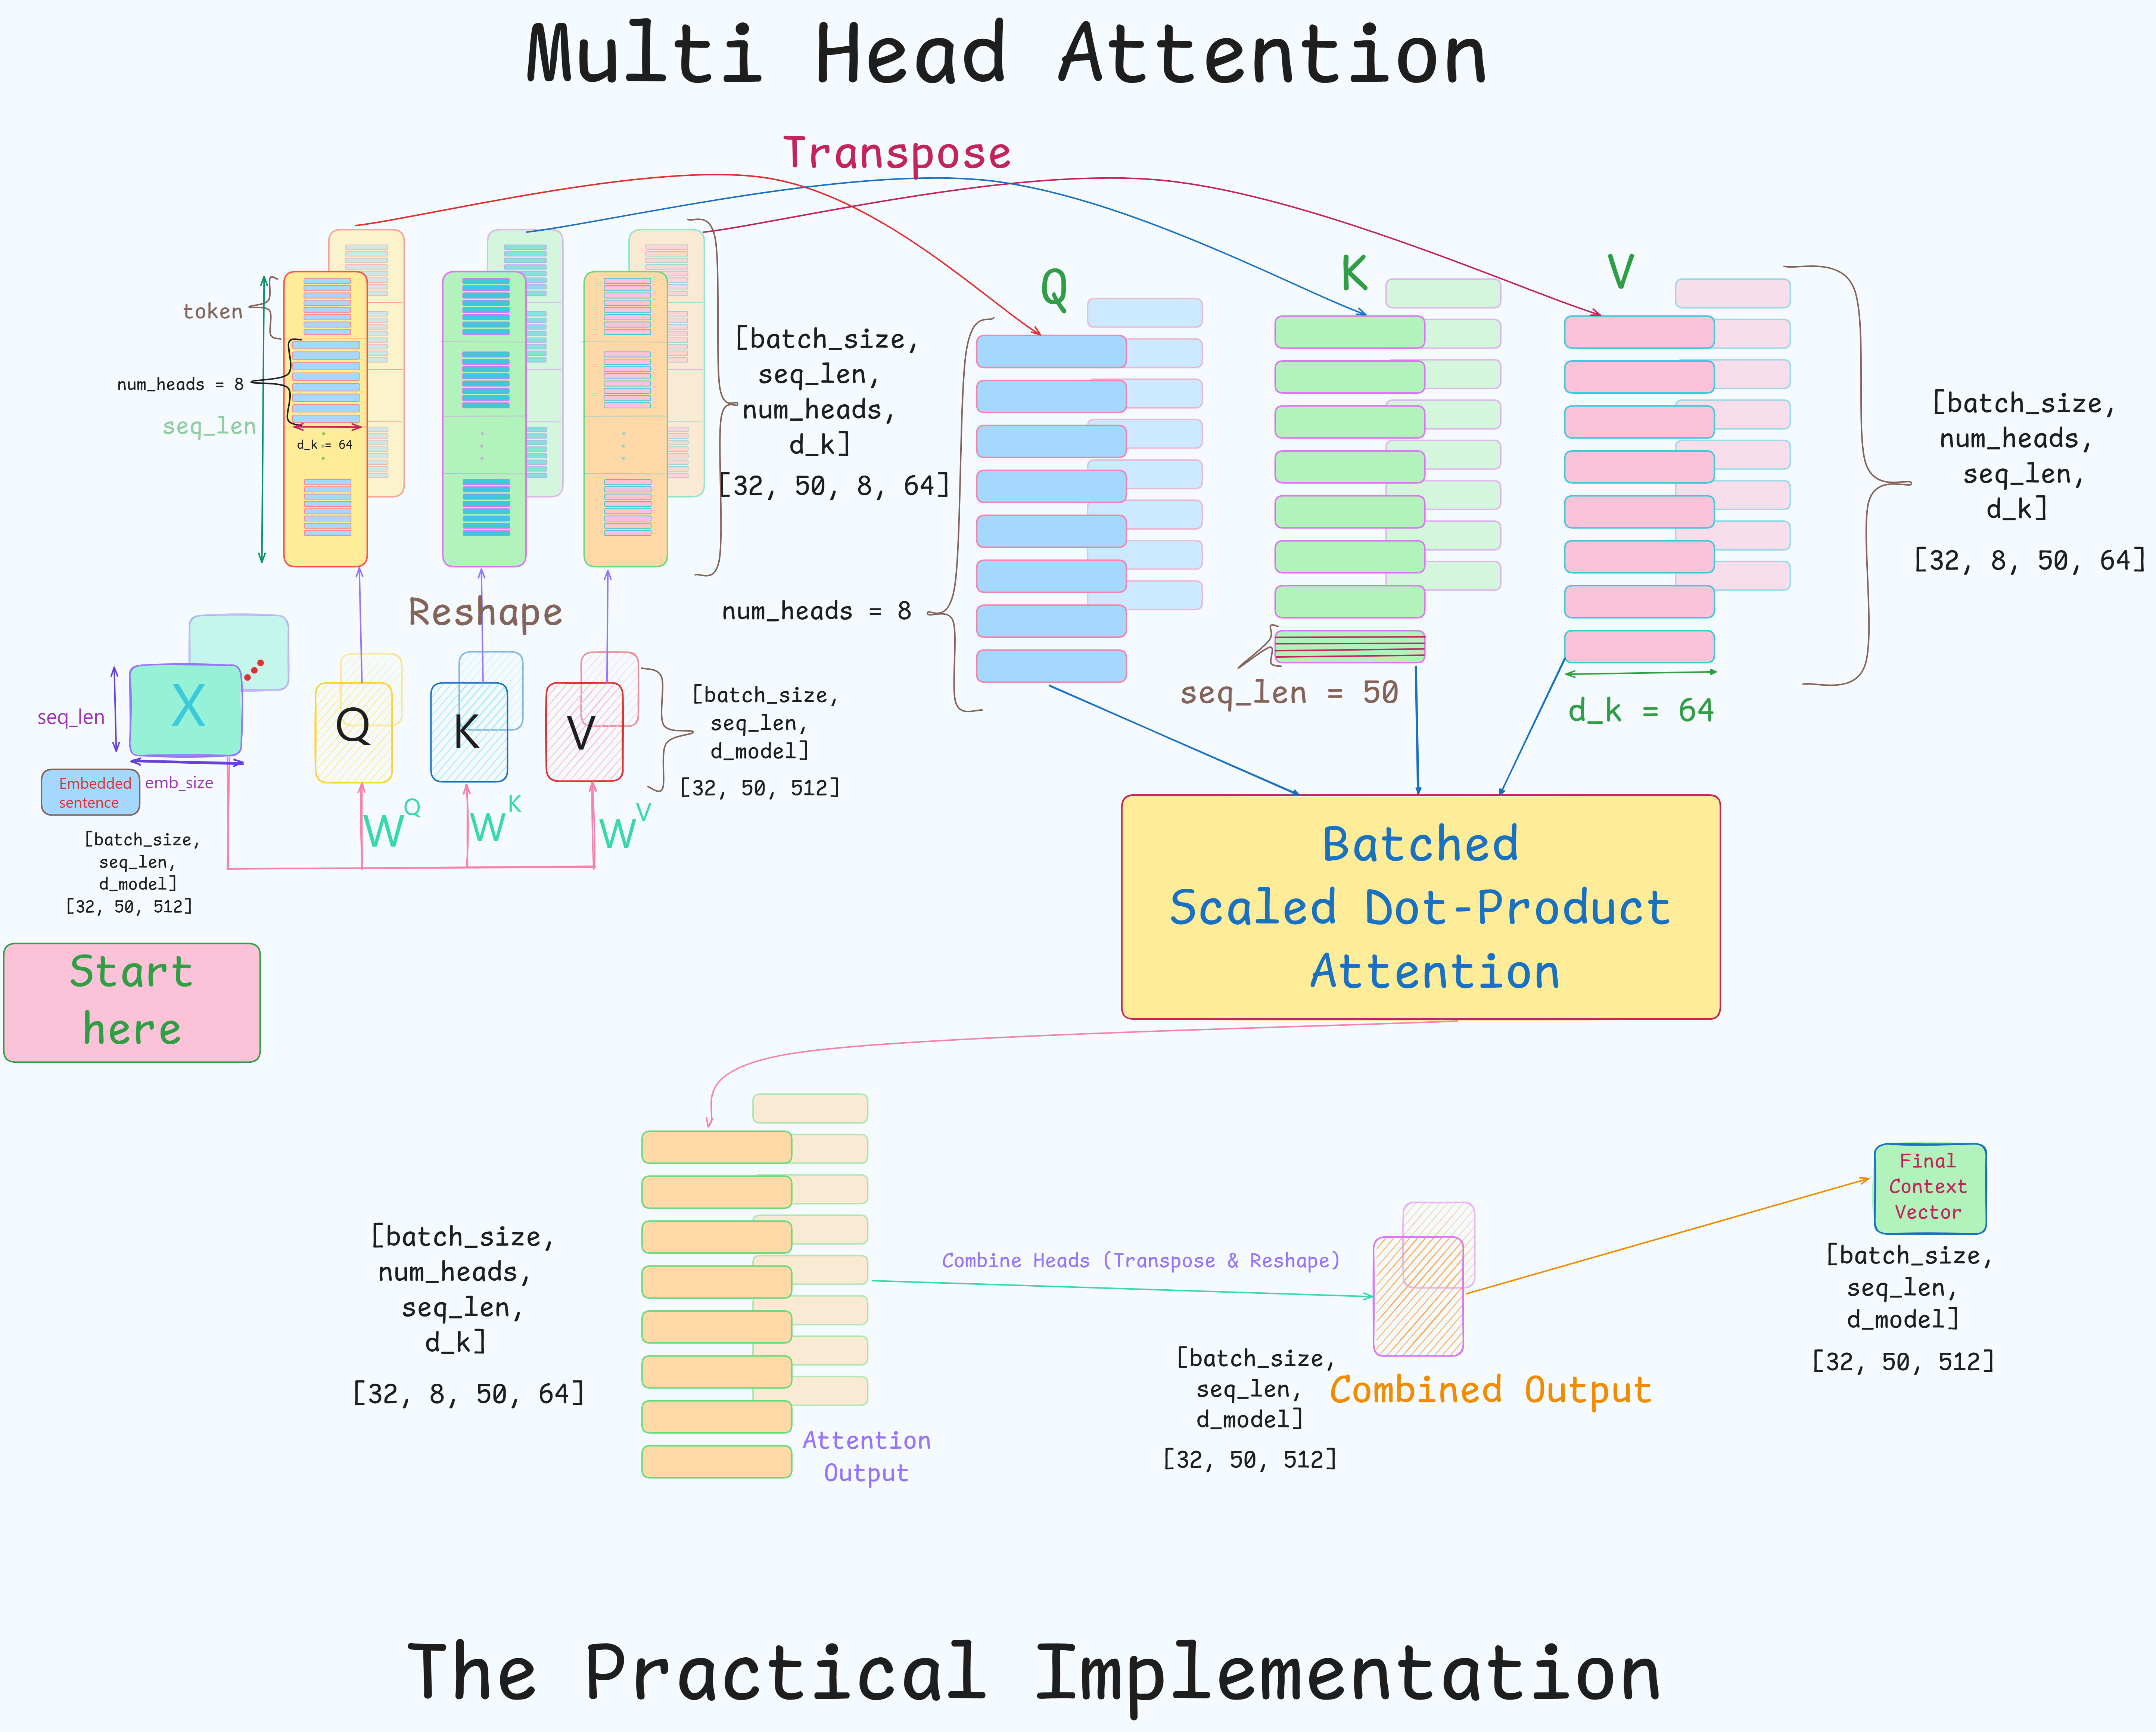 Multi Head Attention
Transpose
token
num_heads = 8
seq_len
d_k = 64
[batch_size,
seq_len,
num_heads,
d_k]
[32, 50, 8, 64]
Q
K
V
[batch_size,
num_heads,
seq_len,
d_k]
[32, 8, 50, 64]
num_heads = 8
seq_len = 50
d_k = 64
Reshape
X
seq_len
emb_size
Embedded
sentence
[batch_size,
seq_len,
d_model]
[32, 50, 512]
Q
K
V
W^Q
W^K
W^V
[batch_size,
seq_len,
d_model]
[32, 50, 512]
Start
here
Batched
Scaled Dot-Product
Attention
[batch_size,
num_heads,
seq_len,
d_k]
[32, 8, 50, 64]
Attention
Output
Combine Heads (Transpose & Reshape)
[batch_size,
seq_len,
d_model]
[32, 50, 512]
Combined Output
Final
Context
Vector
[batch_size,
seq_len,
d_model]
[32, 50, 512]
The Practical Implementation